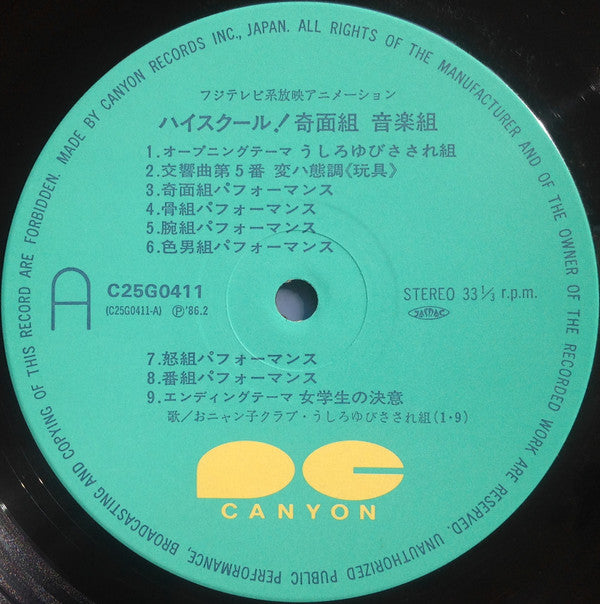 MADE BY CANYON RECORDS INC., JAPAN. ALL RIGHTS OF THE MANUFACTURER AND OF THE OWNER OF THE RECORDED WORK ARE RESERVED. UNAUTHORIZED PUBLIC PERFORMANCE, BROADCASTING AND COPYING OF THIS RECORD ARE FORBIDDEN.
フジテレビ系放映アニメーション
ハイスクール!奇面組 音楽組
1.オープニングテーマ うしろゆびさされ組
2.交響曲第5番 変ハ態調《玩具》
3.奇面組パフォーマンス
4.骨組パフォーマンス
5.腕組パフォーマンス
6.色男組パフォーマンス
A
C25G0411
(C25G0411-A) Ⓟ'86.2
STEREO 33 1/3 r.p.m.
JASRAC
7.怒組パフォーマンス
8.番組パフォーマンス
9.エンディングテーマ 女学生の決意
歌/おニャン子クラブ・うしろゆびさされ組(1・9)
CANYON